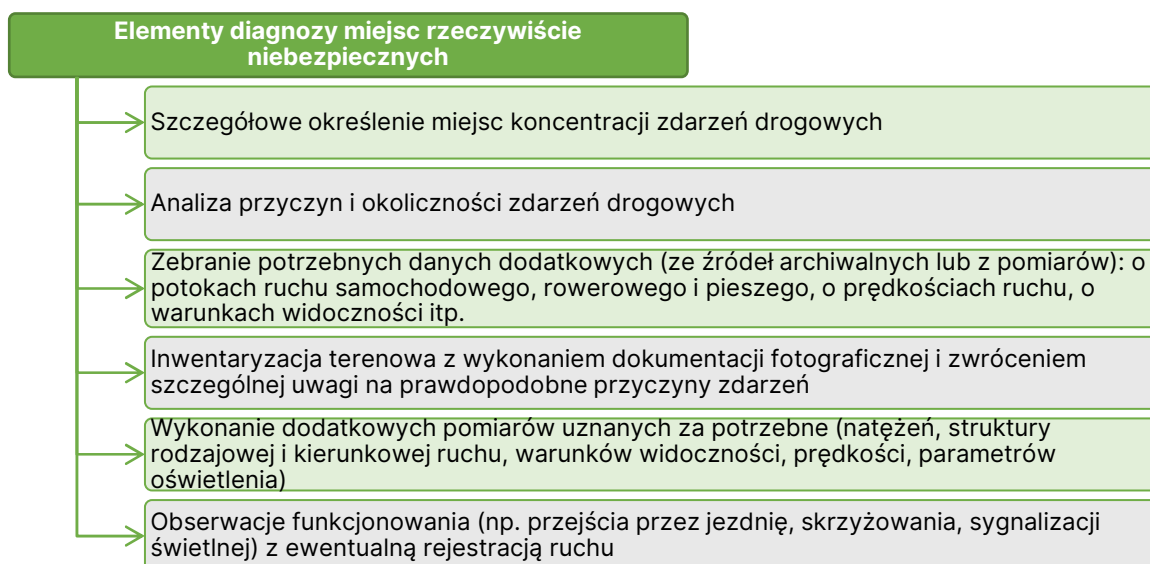 Elementy diagnozy miejsc rzeczywiście
niebezpiecznych
Szczegółowe określenie miejsc koncentracji zdarzeń drogowych
Analiza przyczyn i okoliczności zdarzeń drogowych
Zebranie potrzebnych danych dodatkowych (ze źródeł archiwalnych lub z pomiarów): o
potokach ruchu samochodowego, rowerowego i pieszego, o prędkościach ruchu, o
warunkach widoczności itp.
Inwentaryzacja terenowa z wykonaniem dokumentacji fotograficznej i zwróceniem
szczególnej uwagi na prawdopodobne przyczyny zdarzeń
Wykonanie dodatkowych pomiarów uznanych za potrzebne (natężeń, struktury
rodzajowej i kierunkowej ruchu, warunków widoczności, prędkości, parametrów
oświetlenia)
Obserwacje funkcjonowania (np. przejścia przez jezdnię, skrzyżowania, sygnalizacji
świetlnej) z ewentualną rejestracją ruchu